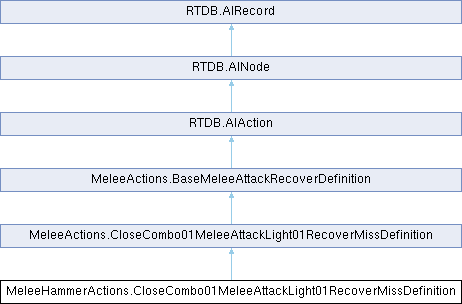 RTDB.AIRecord
RTDB.AINode
RTDB.AIAction
MeleeActions.BaseMeleeAttackRecoverDefinition
MeleeActions.CloseCombo01MeleeAttackLight01RecoverMissDefinition
MeleeHammerActions.CloseCombo01MeleeAttackLight01RecoverMissDefinition